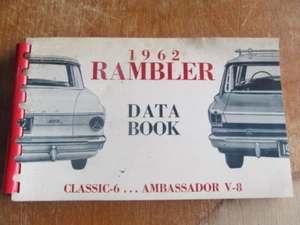 1962
RAMBLER
DATA
BOOK
CLASSIC-6 ... AMBASSADOR V-8